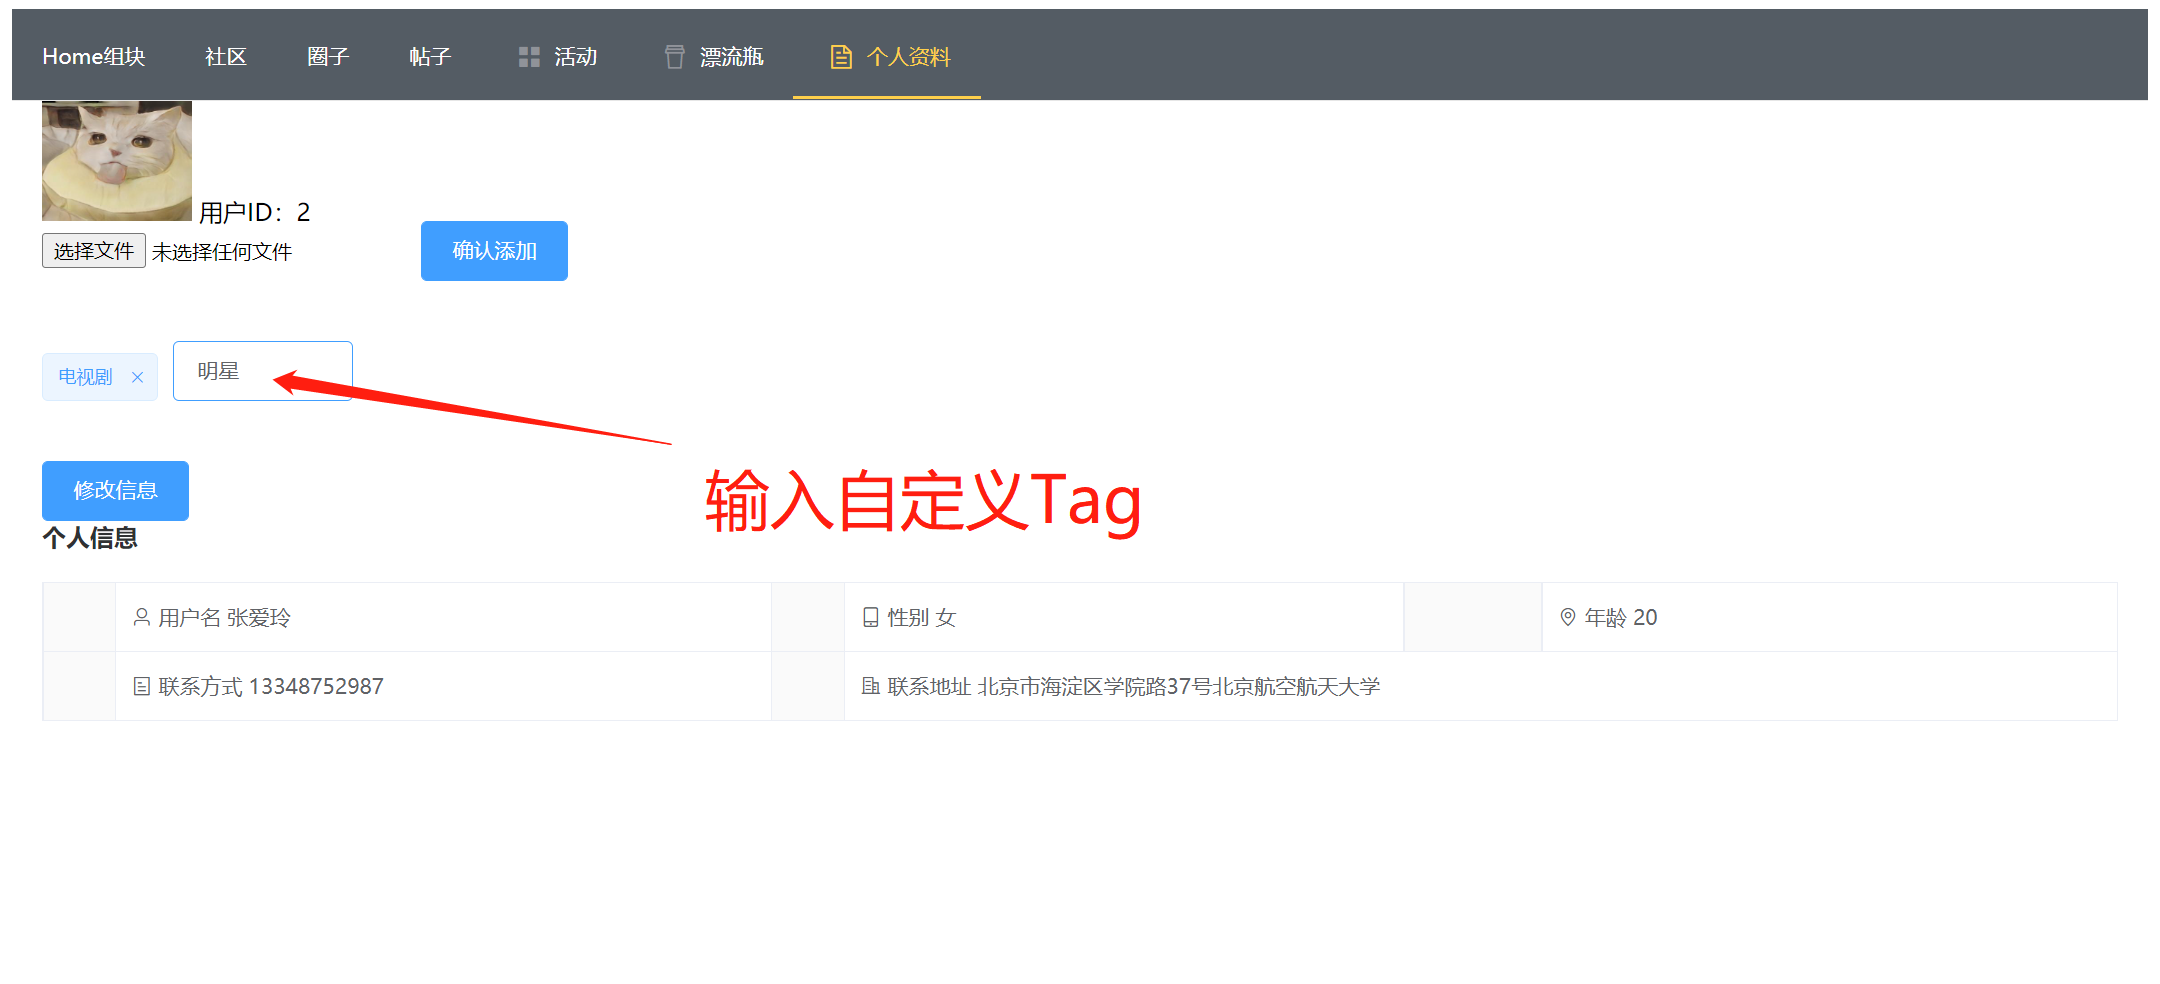 Home组块 社区 圈子 帖子 活动 漂流瓶 个人资料
用户ID：2
选择文件 未选择任何文件 确认添加
电视剧 × 明星
输入自定义Tag
修改信息
个人信息
用户名 张爱玲 性别 女 年龄 20
联系方式 13348752987 联系地址 北京市海淀区学院路37号北京航空航天大学